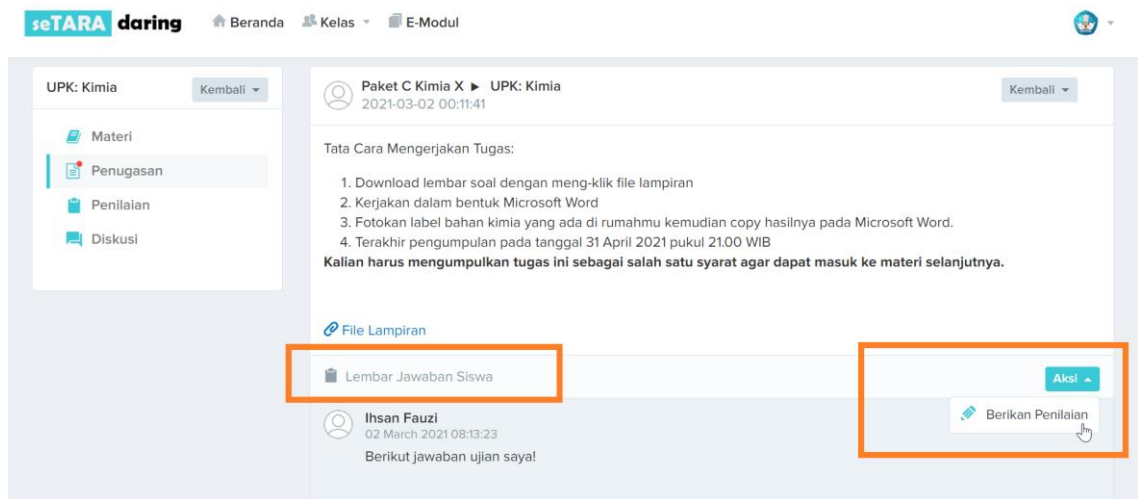 seTARA daring
Beranda
Kelas
E-Modul
UPK: Kimia
Kembali
Materi
Penugasan
Penilaian
Diskusi
Paket C Kimia X ► UPK: Kimia
2021-03-02 00:11:41
Kembali
Tata Cara Mengerjakan Tugas:
1. Download lembar soal dengan meng-klik file lampiran
2. Kerjakan dalam bentuk Microsoft Word
3. Fotokan label bahan kimia yang ada di rumahmu kemudian copy hasilnya pada Microsoft Word.
4. Terakhir pengumpulan pada tanggal 31 April 2021 pukul 21.00 WIB
Kalian harus mengumpulkan tugas ini sebagai salah satu syarat agar dapat masuk ke materi selanjutnya.
File Lampiran
Lembar Jawaban Siswa
Aksi
Berikan Penilaian
Ihsan Fauzi
02 March 2021 08:13:23
Berikut jawaban ujian saya!